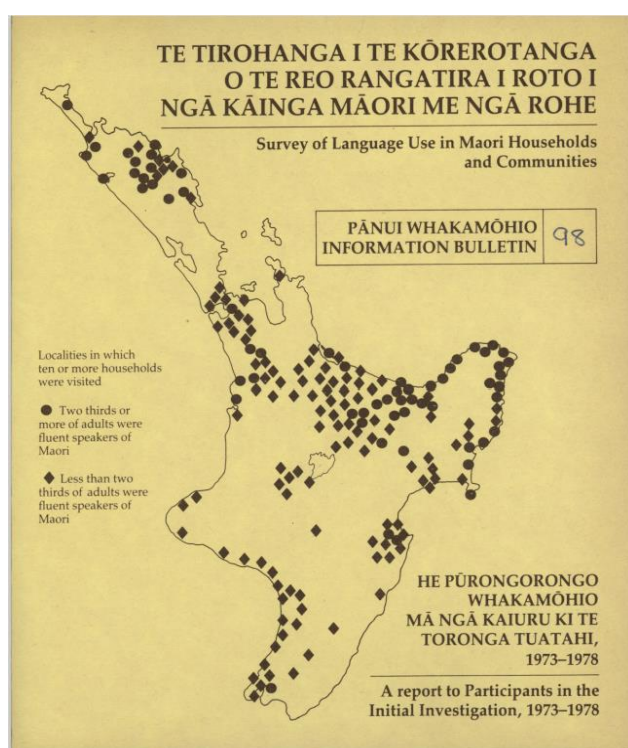 TE TIROHANGA I TE KŌREROTANGA
O TE REO RANGATIRA I ROTO I
NGĀ KĀINGA MĀORI ME NGĀ ROHE
Survey of Language Use in Maori Households
and Communities
PĀNUI WHAKAMŌHIO
INFORMATION BULLETIN
98
Localities in which
ten or more households
were visited
Two thirds or
more of adults were
fluent speakers of
Maori
Less than two
thirds of adults were
fluent speakers of
Maori
HE PŪRONGORONGO
WHAKAMŌHIO
MĀ NGĀ KAIURU KI TE
TORONGA TUATAHI,
1973–1978
A report to Participants in the
Initial Investigation, 1973–1978